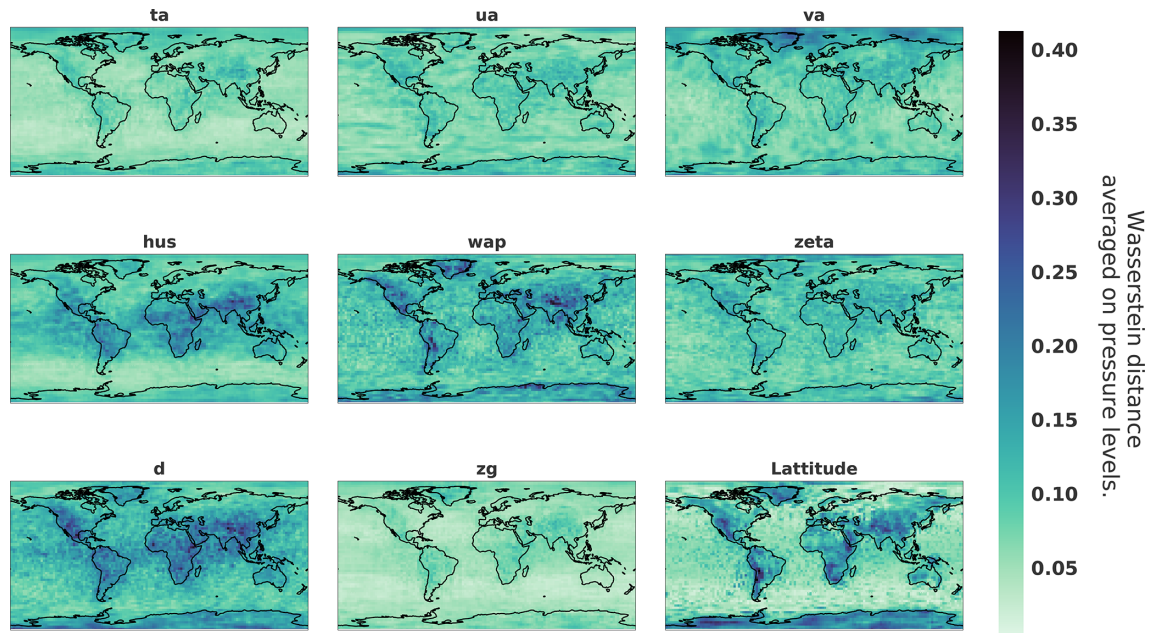 ta
ua
va
hus
wap
zeta
d
zg
Lattitude
0.40
0.35
0.30
0.25
0.20
0.15
0.10
0.05
Wasserstein distance
averaged on pressure levels.